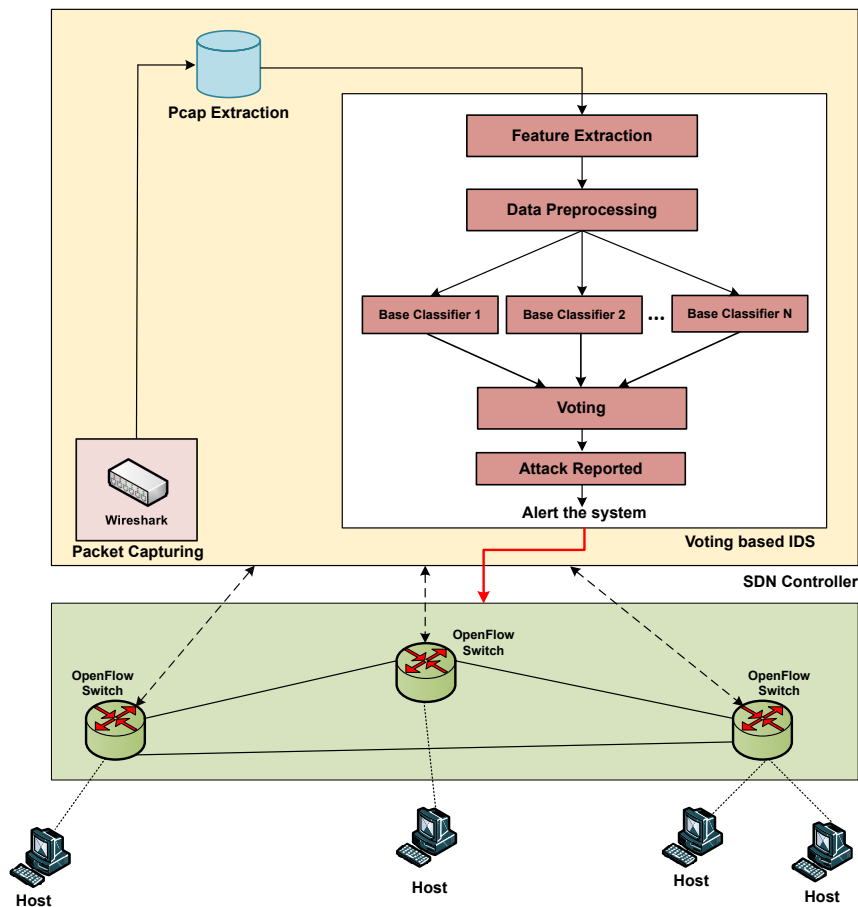 Pcap Extraction
Feature Extraction
Data Preprocessing
Base Classifier 1
Base Classifier 2
...
Base Classifier N
Voting
Attack Reported
Alert the system
Wireshark
Packet Capturing
Voting based IDS
SDN Controller
OpenFlow
Switch
OpenFlow
Switch
OpenFlow
Switch
Host
Host
Host
Host